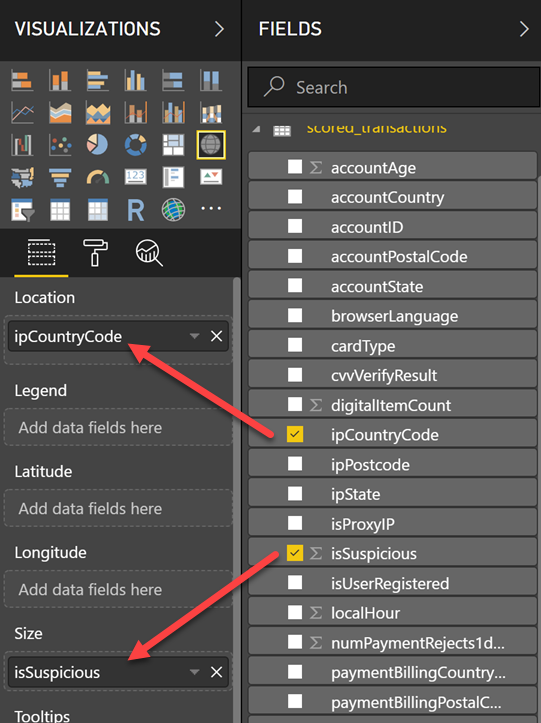 VISUALIZATIONS
Location
ipCountryCode
Legend
Add data fields here
Latitude
Add data fields here
Longitude
Add data fields here
Size
isSuspicious
Tooltips
FIELDS
Search
scored_transactions
accountAge
accountCountry
accountID
accountPostalCode
accountState
browserLanguage
cardType
cvvVerifyResult
digitalItemCount
ipCountryCode
ipPostcode
ipState
isProxyIP
isSuspicious
isUserRegistered
localHour
numPaymentRejects1d...
paymentBillingCountry...
paymentBillingPostalC...
123
R